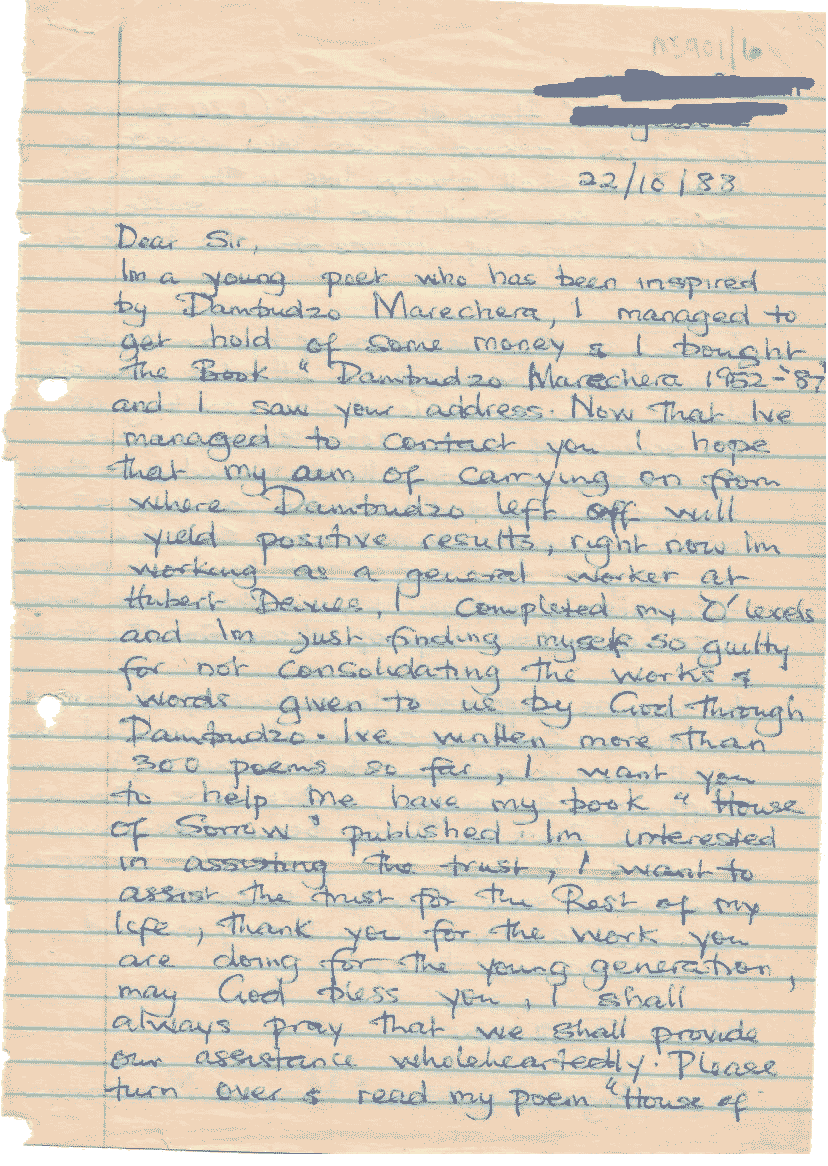 22/10/88
Dear Sir,
Im a young poet who has been inspired
by Dambudzo Marechera, I managed to
get hold of some money & I bought
the Book " Dambudzo Marechera 1952-'87"
and I saw your address. Now that Ive
managed to contact you I hope
that my aim of carrying on from
where Dambudzo left off will
yield positive results, right now Im
working as a general worker at
Hubert Davies, I completed my 'O' levels
and Im just finding myself so guilty
for not consolidating the works &
words given to us by God through
Dambudzo. Ive written more than
300 poems so far, I want you
to help me have my book " House
of Sorrow" published. Im interested
in assisting the trust, I want to
assist the trust for the Rest of my
life, thank you for the work you
are doing for the young generation,
may God bless you, I shall
always pray that we shall provide
our assistance wholeheartedly. Please
turn over & read my poem "House of